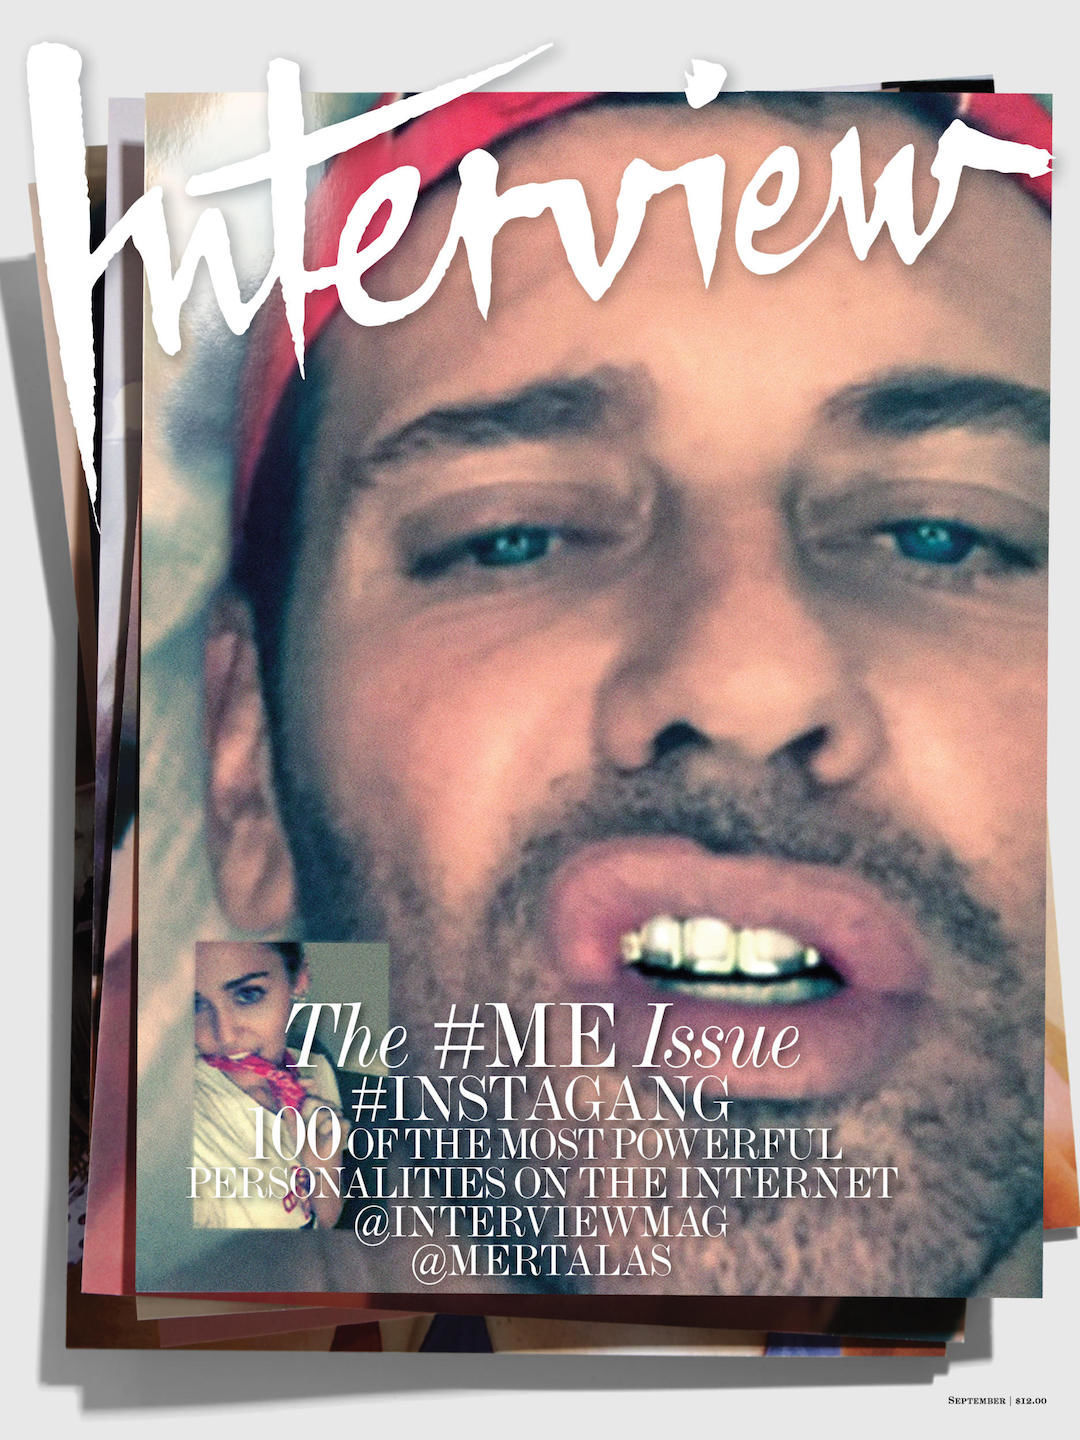 Interview
The #ME Issue
#INSTAGANG
100 OF THE MOST POWERFUL
PERSONALITIES ON THE INTERNET
@INTERVIEWMAG
@MERTALAS
SEPTEMBER | $12.00